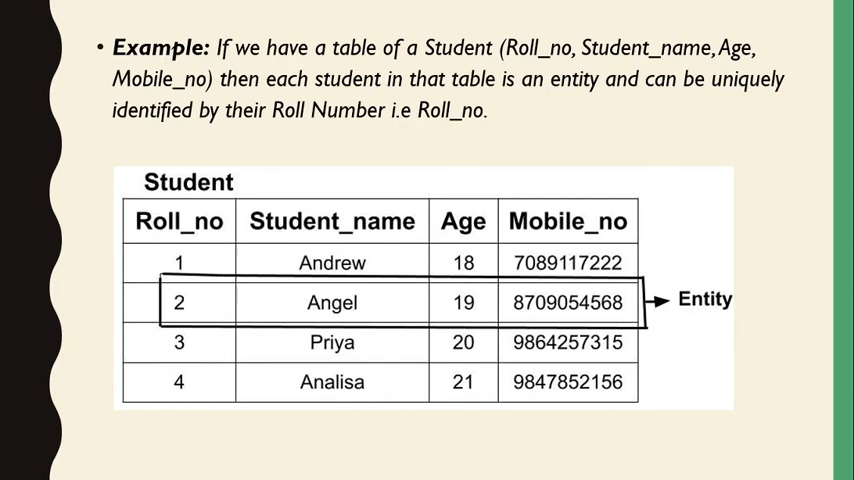 • Example: If we have a table of a Student (Roll_no, Student_name, Age,
Mobile_no) then each student in that table is an entity and can be uniquely
identified by their Roll Number i.e Roll_no.
Student
Roll_no Student_name Age Mobile_no
1 Andrew 18 7089117222
2 Angel 19 8709054568 Entity
3 Priya 20 9864257315
4 Analisa 21 9847852156